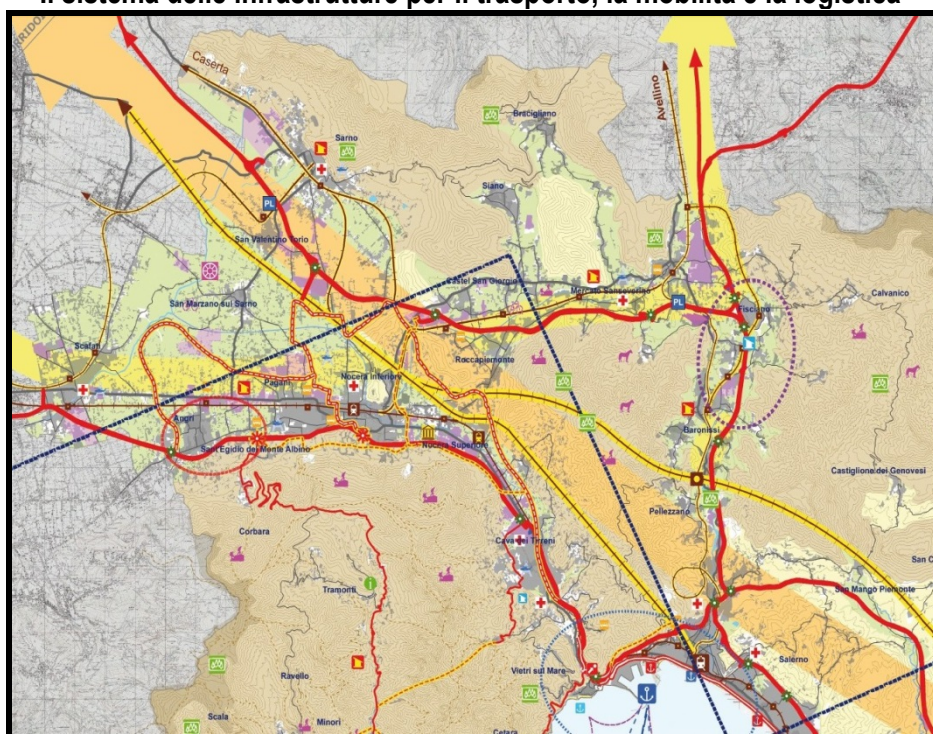 Il sistema delle infrastrutture per il trasporto, la mobilità e la logistica
Caserta
Avellino
Bracigliano
Sarno
Siano
PL
San Valentino Torio
Castel San Giorgio
Mercato Sanseverino
Calvanico
San Marzano sul Sarno
PL
Fisciano
Scafati
Roccapiemonte
Pagani
Nocera Inferiore
Angri
Baronissi
Sant'Egidio del Monte Albino
Nocera Superiore
Castiglione dei Genovesi
Pellezzano
Corbara
Cava dei Tirreni
San C
Tramonti
San Mango Piemonte
Vietri sul Mare
Salerno
Ravello
Scala
Minori
Cetara